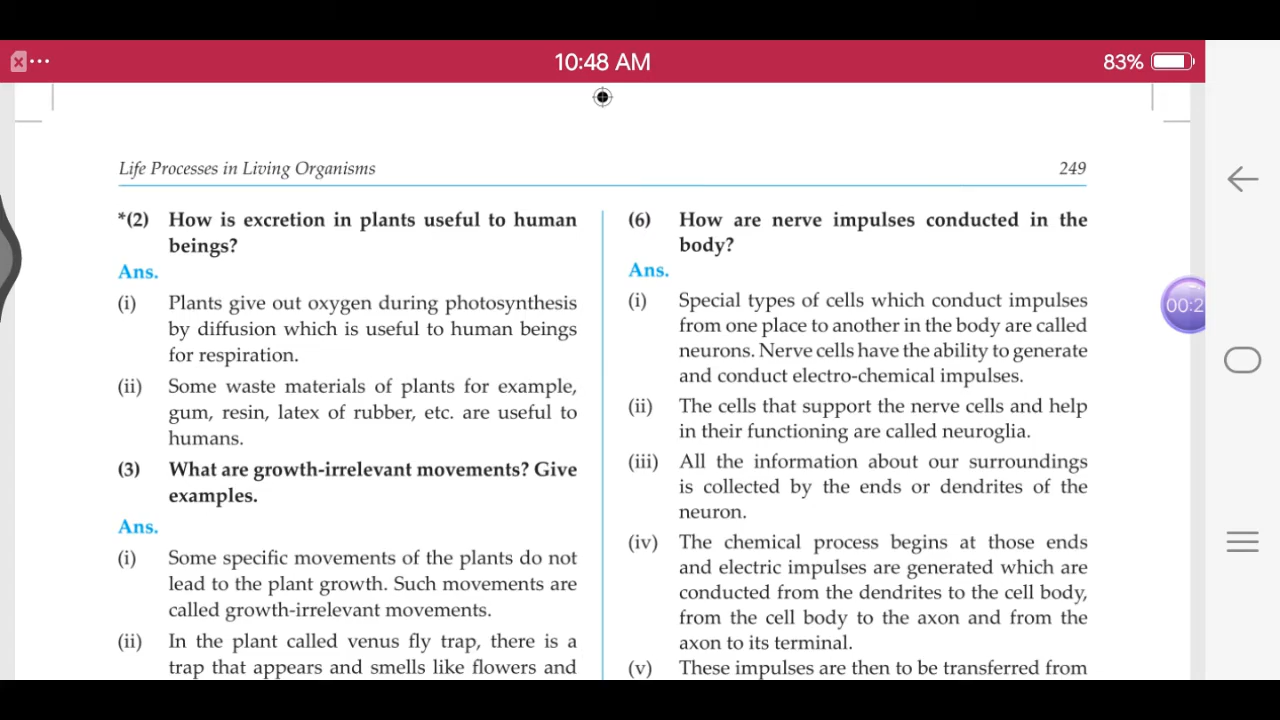 10:48 AM
83%
Life Processes in Living Organisms
249
*(2) How is excretion in plants useful to human
beings?
Ans.
(i) Plants give out oxygen during photosynthesis
by diffusion which is useful to human beings
for respiration.
(ii) Some waste materials of plants for example,
gum, resin, latex of rubber, etc. are useful to
humans.
(3) What are growth-irrelevant movements? Give
examples.
Ans.
(i) Some specific movements of the plants do not
lead to the plant growth. Such movements are
called growth-irrelevant movements.
(ii) In the plant called venus fly trap, there is a
trap that appears and smells like flowers and
(6) How are nerve impulses conducted in the
body?
Ans.
(i) Special types of cells which conduct impulses
from one place to another in the body are called
neurons. Nerve cells have the ability to generate
and conduct electro-chemical impulses.
(ii) The cells that support the nerve cells and help
in their functioning are called neuroglia.
(iii) All the information about our surroundings
is collected by the ends or dendrites of the
neuron.
(iv) The chemical process begins at those ends
and electric impulses are generated which are
conducted from the dendrites to the cell body,
from the cell body to the axon and from the
axon to its terminal.
(v) These impulses are then to be transferred from
00:2